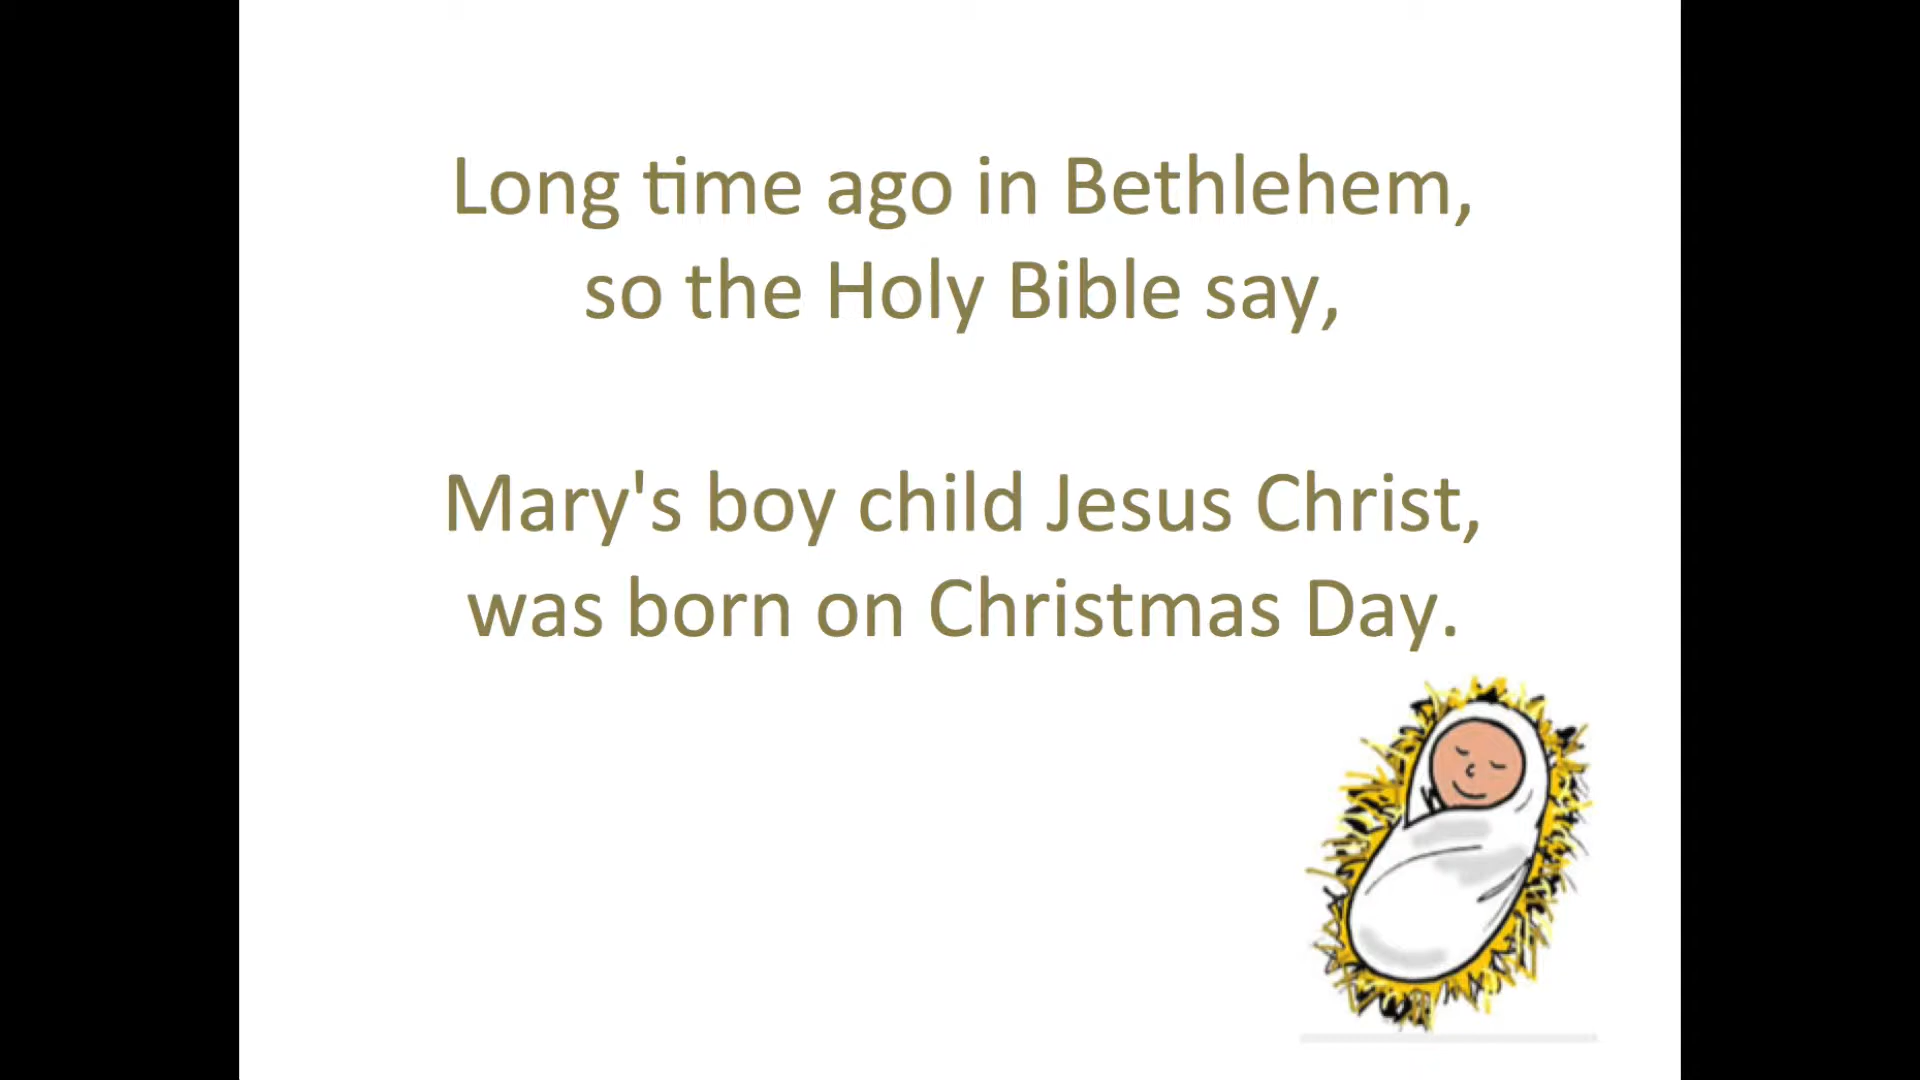 Long time ago in Bethlehem,
so the Holy Bible say,
Mary's boy child Jesus Christ,
was born on Christmas Day.